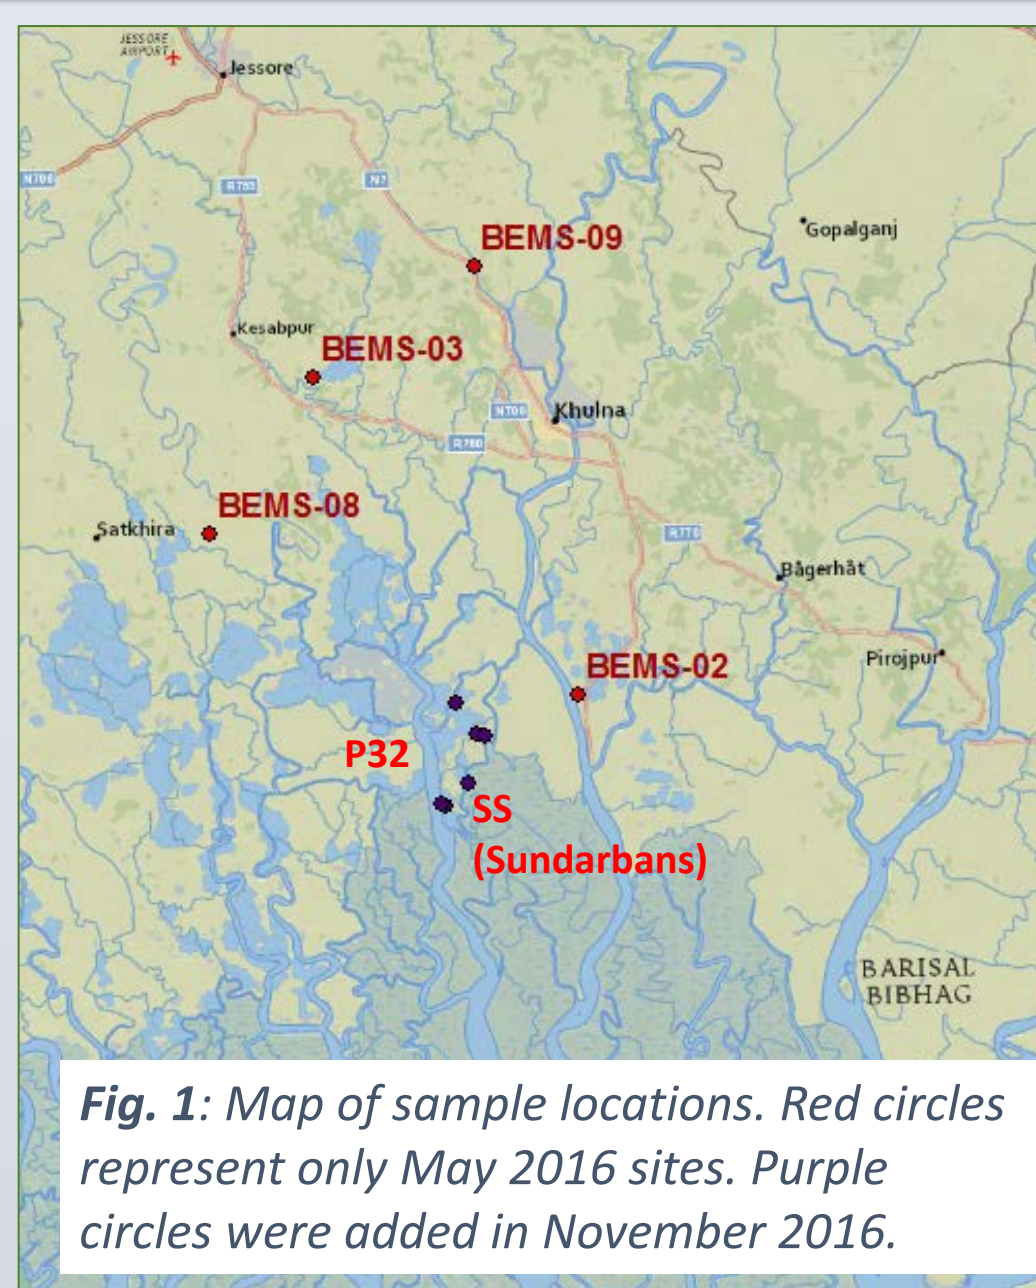 JESSORE
AIRPORT
Jessore
N706
R755
N7
Gopalganj
BEMS-09
Kesabpur
BEMS-03
N709
Khulna
R760
BEMS-08
Satkhira
R770
Bågerhåt
Pirojpur
BEMS-02
P32
SS
(Sundarbans)
BARISAL
BIBHAG
Fig. 1: Map of sample locations. Red circles
represent only May 2016 sites. Purple
circles were added in November 2016.